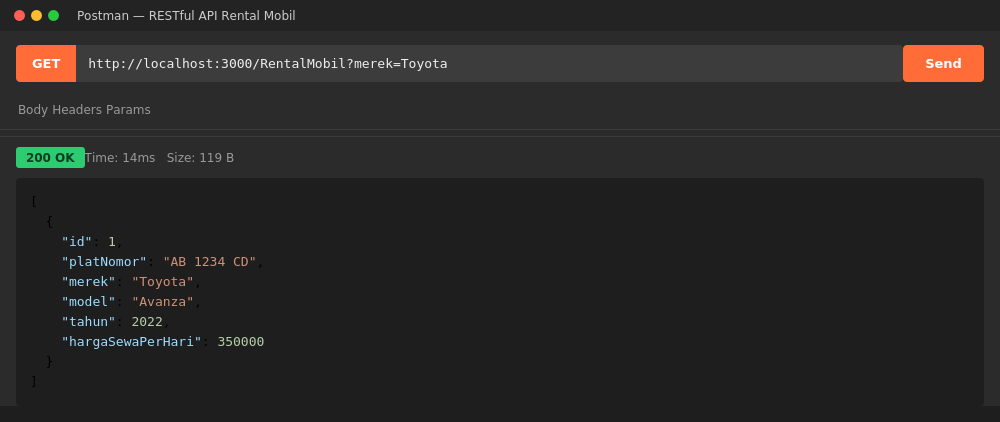 Postman — RESTful API Rental Mobil
GET http://localhost:3000/RentalMobil?merek=Toyota Send
Body Headers Params
200 OK Time: 14ms Size: 119 B
[
  {
    "id": 1,
    "platNomor": "AB 1234 CD",
    "merek": "Toyota",
    "model": "Avanza",
    "tahun": 2022,
    "hargaSewaPerHari": 350000
  }
]